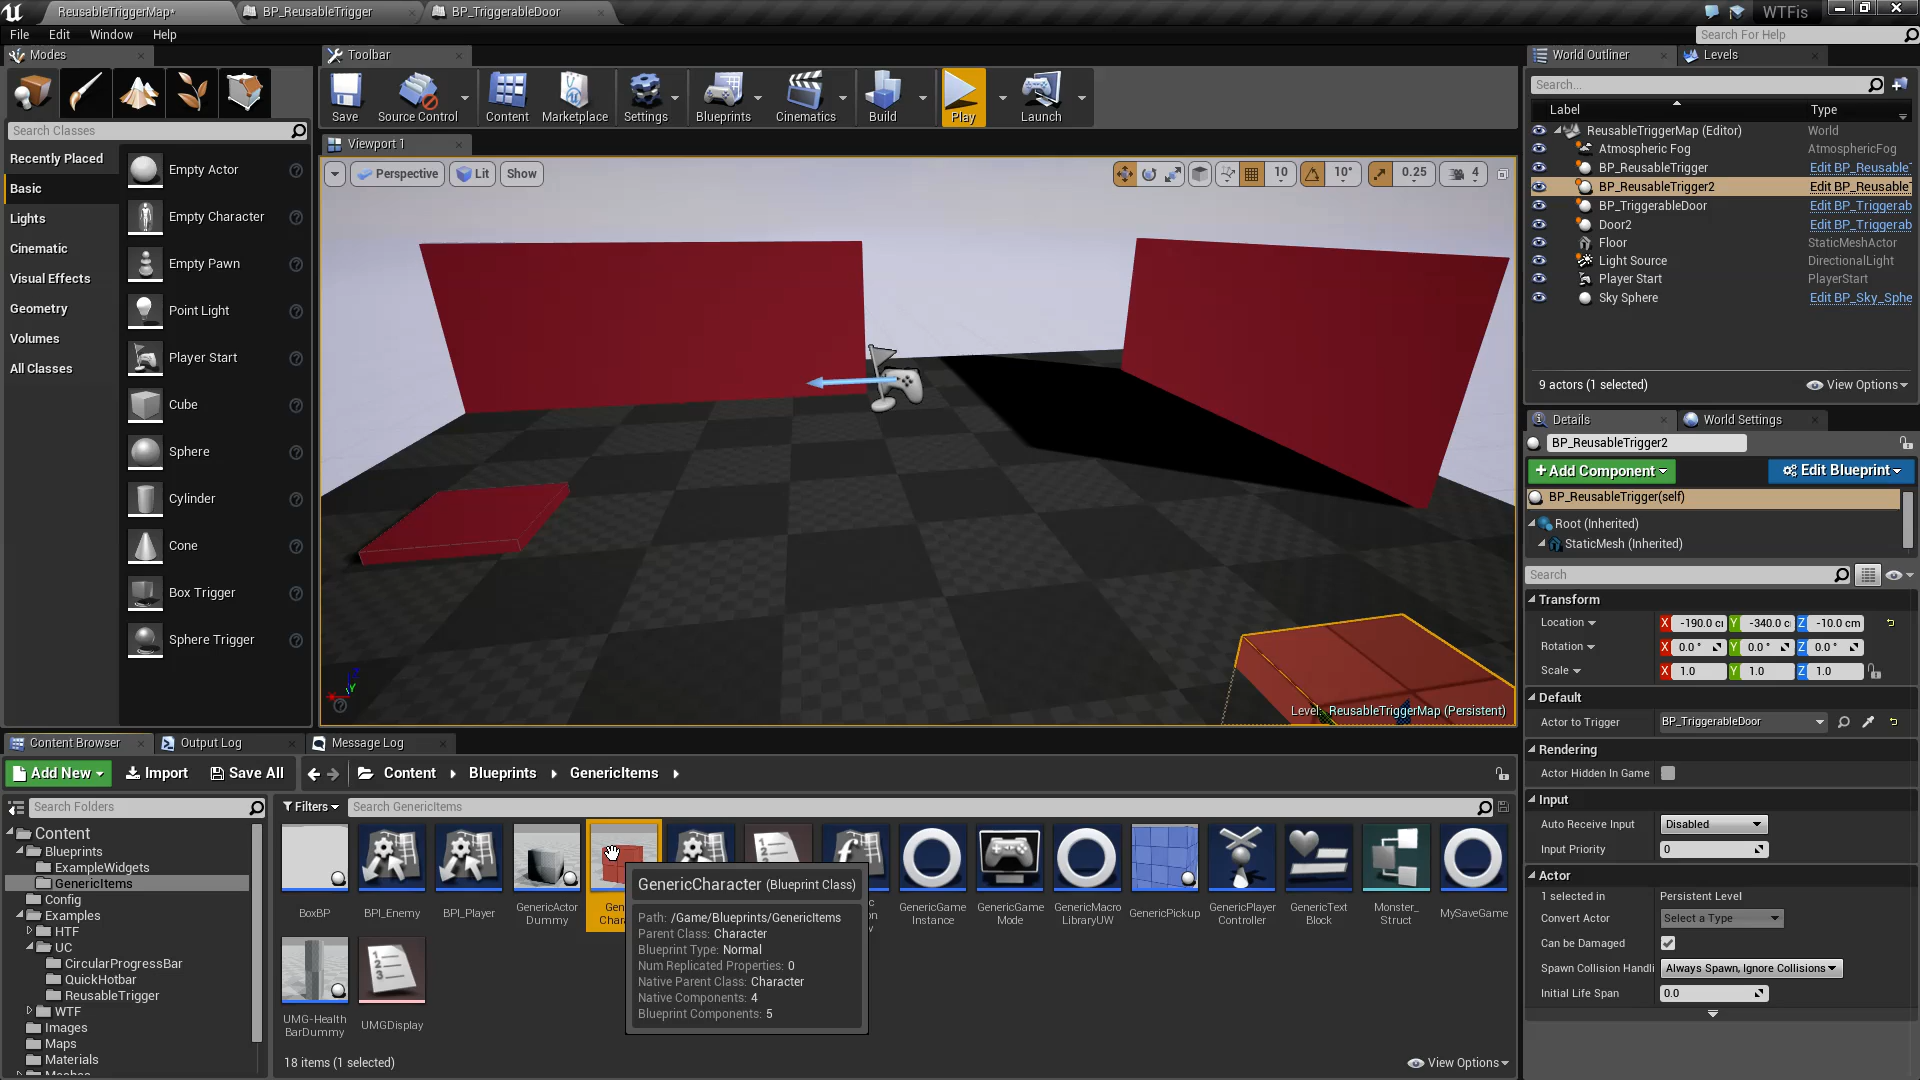 ReusableTriggerMap*
BP_ReusableTrigger
BP_TriggerableDoor
WTFis
File Edit Window Help
Search For Help
Modes
Toolbar
World Outliner
Levels
Save
Source Control
Content
Marketplace
Settings
Blueprints
Cinematics
Build
Play
Launch
Search...
Label
Type
Search Classes
Viewport 1
Recently Placed
Basic
Lights
Cinematic
Visual Effects
Geometry
Volumes
All Classes
Empty Actor
Empty Character
Empty Pawn
Point Light
Player Start
Cube
Sphere
Cylinder
Cone
Box Trigger
Sphere Trigger
Perspective
Lit
Show
10
10°
0.25
4
Level: ReusableTriggerMap (Persistent)
ReusableTriggerMap (Editor) World
Atmospheric Fog AtmosphericFog
BP_ReusableTrigger Edit BP_Reusable
BP_ReusableTrigger2 Edit BP_Reusable
BP_TriggerableDoor Edit BP_Triggerab
Door2 Edit BP_Triggerab
Floor StaticMeshActor
Light Source DirectionalLight
Player Start PlayerStart
Sky Sphere Edit BP_Sky_Sphe
9 actors (1 selected)
View Options
Details
World Settings
BP_ReusableTrigger2
+ Add Component
Edit Blueprint
BP_ReusableTrigger(self)
Root (Inherited)
StaticMesh (Inherited)
Search
Transform
Location X -190.0 c Y -340.0 c Z -10.0 cm
Rotation X 0.0 ° Y 0.0 ° Z 0.0 °
Scale X 1.0 Y 1.0 Z 1.0
Default
Actor to Trigger BP_TriggerableDoor
Rendering
Actor Hidden In Game
Input
Auto Receive Input Disabled
Input Priority 0
Actor
1 selected in Persistent Level
Convert Actor Select a Type
Can be Damaged
Spawn Collision Handli Always Spawn, Ignore Collisions
Initial Life Span 0.0
Content Browser
Output Log
Message Log
Add New
Import
Save All
Content
Blueprints
GenericItems
Search Folders
Filters
Search GenericItems
Content
Blueprints
ExampleWidgets
GenericItems
Config
Examples
HTF
UC
CircularProgressBar
QuickHotbar
ReusableTrigger
WTF
Images
Maps
Materials
BoxBP
BPI_Enemy
BPI_Player
GenericActor
Dummy
Gen
Chara
GenericGame
Instance
GenericGame
Mode
GenericMacro
LibraryUW
GenericPickup
GenericPlayer
Controller
GenericText
Block
Monster_
Struct
MySaveGame
UMG-Health
BarDummy
UMGDisplay
GenericCharacter (Blueprint Class)
Path: /Game/Blueprints/GenericItems
Parent Class: Character
Blueprint Type: Normal
Num Replicated Properties: 0
Native Parent Class: Character
Native Components: 4
Blueprint Components: 5
18 items (1 selected)
View Options